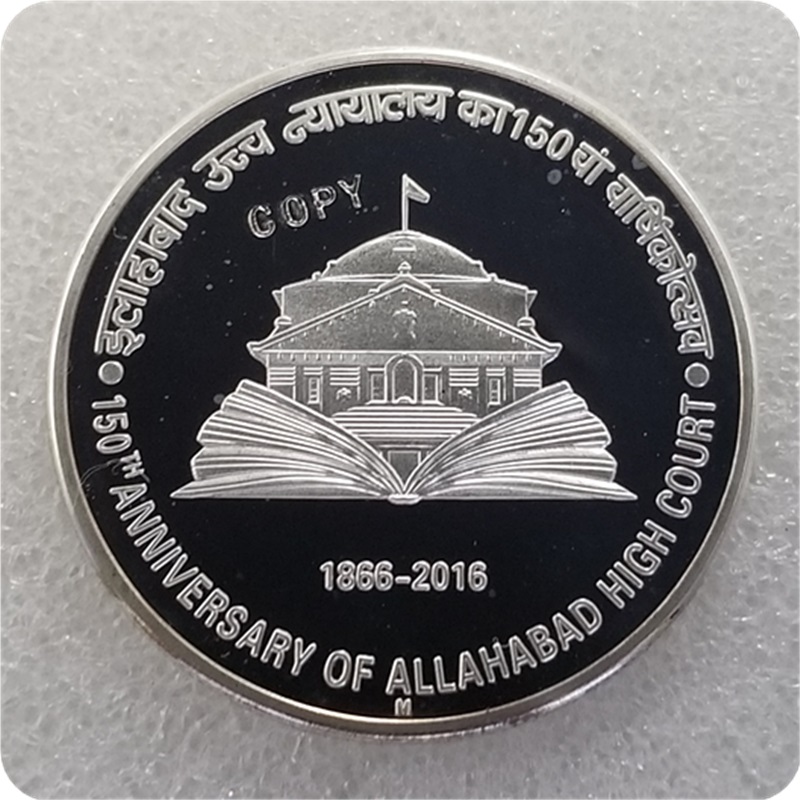 इलाहाबाद उच्च न्यायालय का 150वां वार्षिकोत्सव
COPY
1866-2016
150TH ANNIVERSARY OF ALLAHABAD HIGH COURT
M